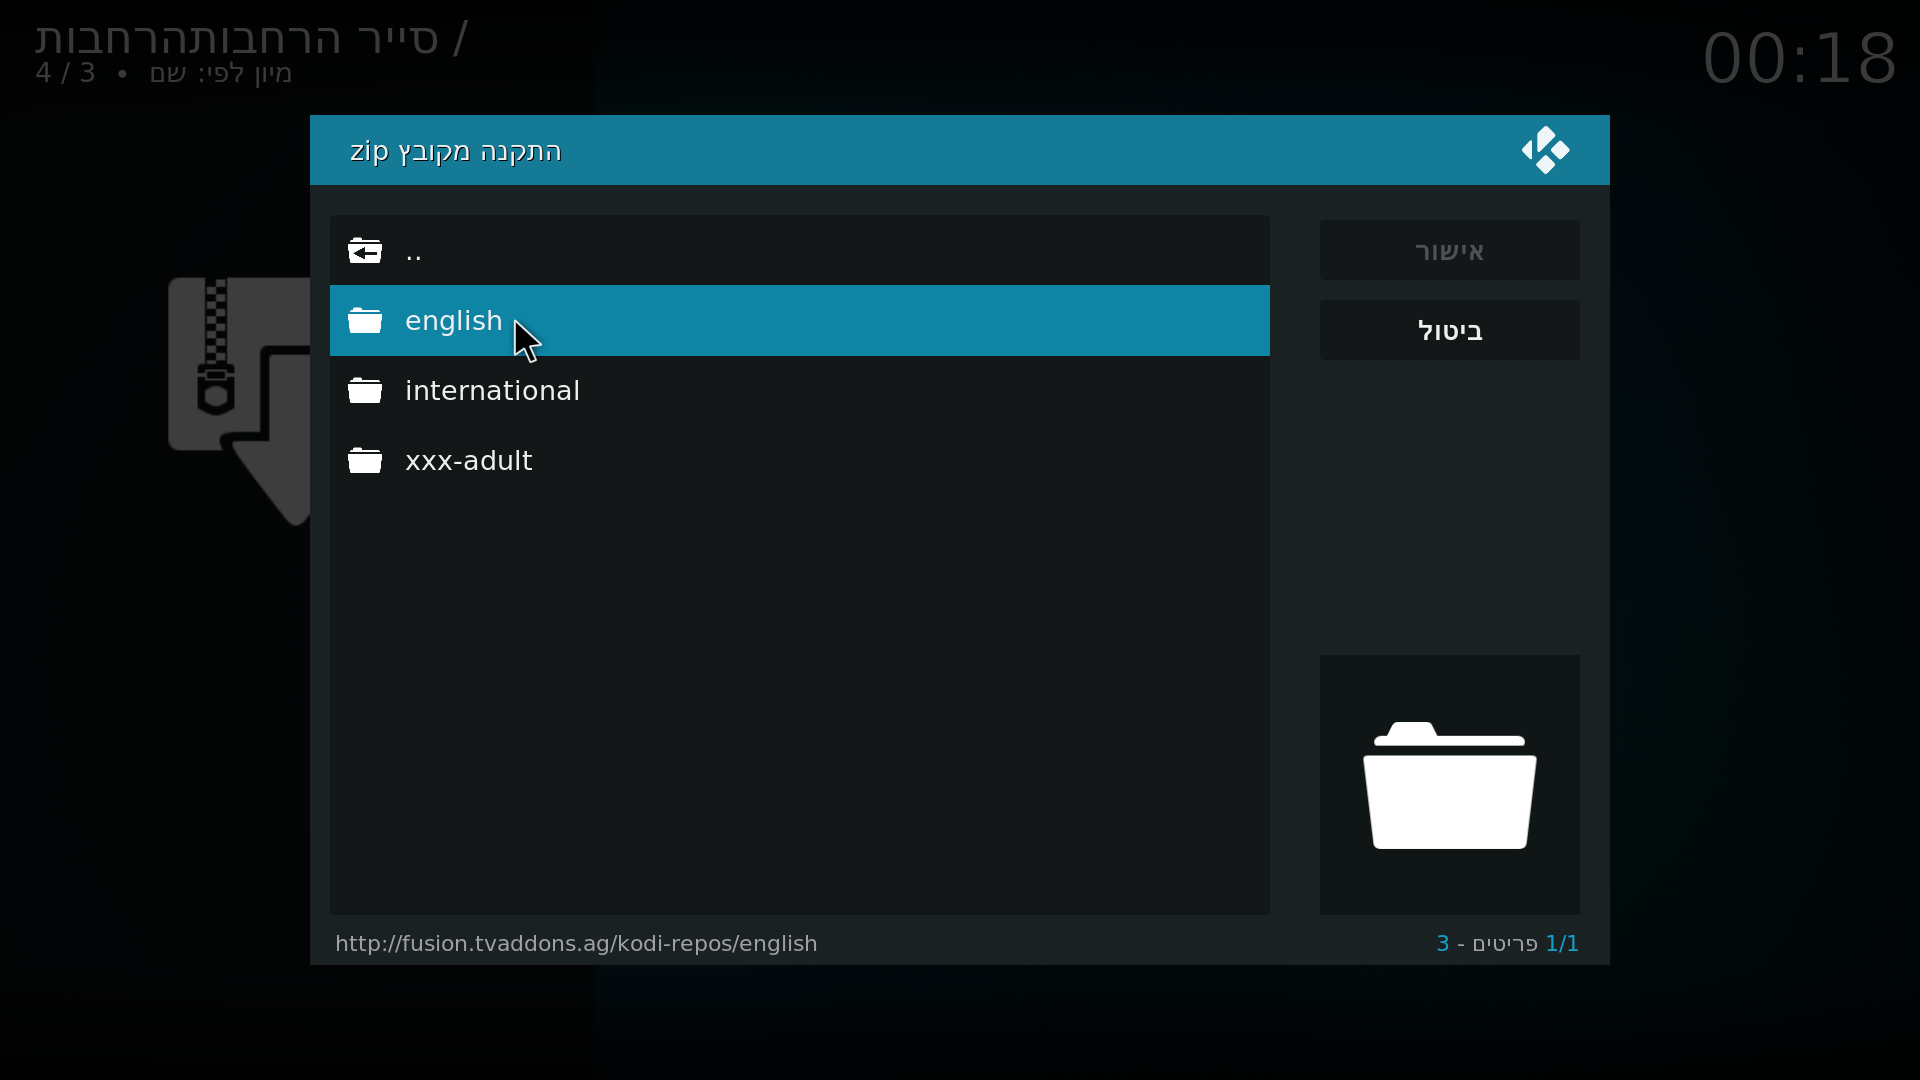 סייר הרחבותהרחבות /
מיון לפי: שם • 3 / 4
00:18
התקנה מקובץ zip
..
english
international
xxx-adult
אישור
ביטול
http://fusion.tvaddons.ag/kodi-repos/english
3 - פריטים 1/1